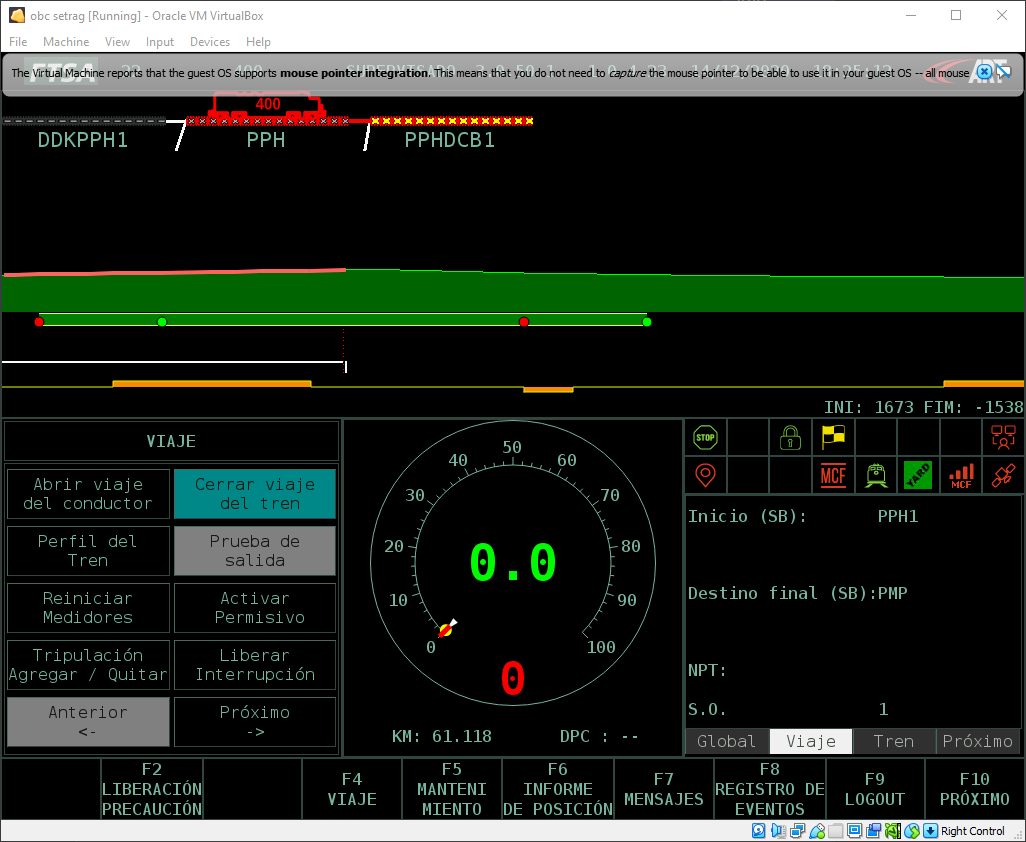 obc setrag [Running] - Oracle VM VirtualBox
File Machine View Input Devices Help
The Virtual Machine reports that the guest OS supports mouse pointer integration. This means that you do not need to capture the mouse pointer to be able to use it in your guest OS -- all mouse
400
DDKPPH1 PPH PPHDCB1
INI: 1673 FIM: -1538
VIAJE
Abrir viaje
del conductor
Cerrar viaje
del tren
Perfil del
Tren
Prueba de
salida
Reiniciar
Medidores
Activar
Permisivo
Tripulación
Agregar / Quitar
Liberar
Interrupción
Anterior
<-
Próximo
->
0 10 20 30 40 50 60 70 80 90 100
0.0
0
KM: 61.118 DPC : --
STOP
MCF
YARD
MCF
Inicio (SB): PPH1
Destino final (SB):PMP
NPT:
S.O. 1
Global Viaje Tren Próximo
F2
LIBERACIÓN
PRECAUCIÓN
F4
VIAJE
F5
MANTENI
MIENTO
F6
INFORME
DE POSICIÓN
F7
MENSAJES
F8
REGISTRO DE
EVENTOS
F9
LOGOUT
F10
PRÓXIMO
Right Control